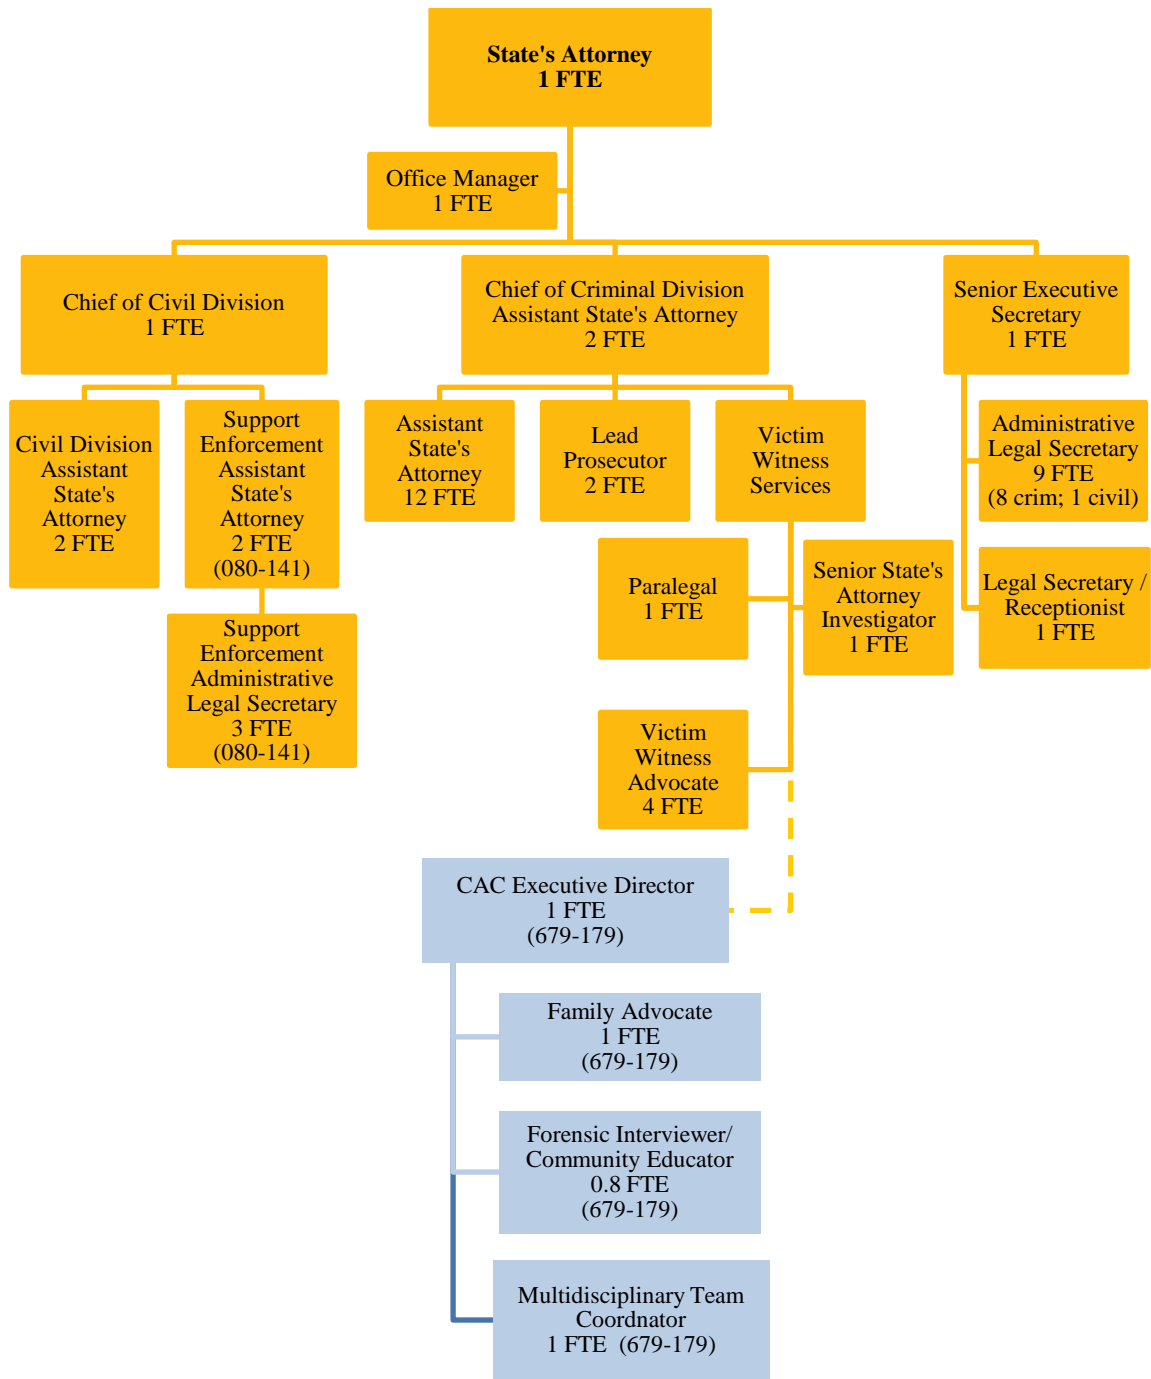 State's Attorney
1 FTE
Office Manager
1 FTE
Chief of Civil Division
1 FTE
Chief of Criminal Division
Assistant State's Attorney
2 FTE
Senior Executive
Secretary
1 FTE
Civil Division
Assistant
State's
Attorney
2 FTE
Support
Enforcement
Assistant
State's
Attorney
2 FTE
(080-141)
Support
Enforcement
Administrative
Legal Secretary
3 FTE
(080-141)
Assistant
State's
Attorney
12 FTE
Lead
Prosecutor
2 FTE
Victim
Witness
Services
Paralegal
1 FTE
Senior State's
Attorney
Investigator
1 FTE
Victim
Witness
Advocate
4 FTE
Administrative
Legal Secretary
9 FTE
(8 crim; 1 civil)
Legal Secretary /
Receptionist
1 FTE
CAC Executive Director
1 FTE
(679-179)
Family Advocate
1 FTE
(679-179)
Forensic Interviewer/
Community Educator
0.8 FTE
(679-179)
Multidisciplinary Team
Coordnator
1 FTE (679-179)